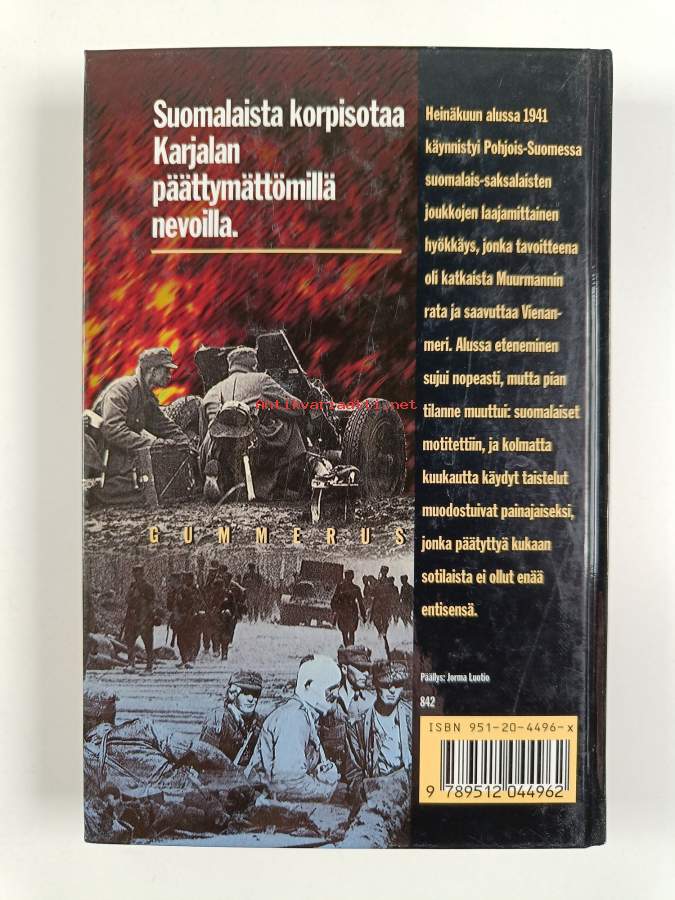 Suomalaista korpisotaa
Karjalan
päättymättömillä
nevoilla.
Heinäkuun alussa 1941
käynnistyi Pohjois-Suomessa
suomalais-saksalaisten
joukkojen laajamittainen
hyökkäys, jonka tavoitteena
oli katkaista Muurmannin
rata ja saavuttaa Vienan-
meri. Alussa eteneminen
sujui nopeasti, mutta pian
tilanne muuttui: suomalaiset
motitettiin, ja kolmatta
kuukautta käydyt taistelut
muodostuivat painajaiseksi,
jonka päätyttyä kukaan
sotilaista ei ollut enää
entisensä.
Antikvariaatti.net
GUMMERUS
Päällys: Jorma Luotio
842
ISBN 951-20-4496-x
9 789512 044962